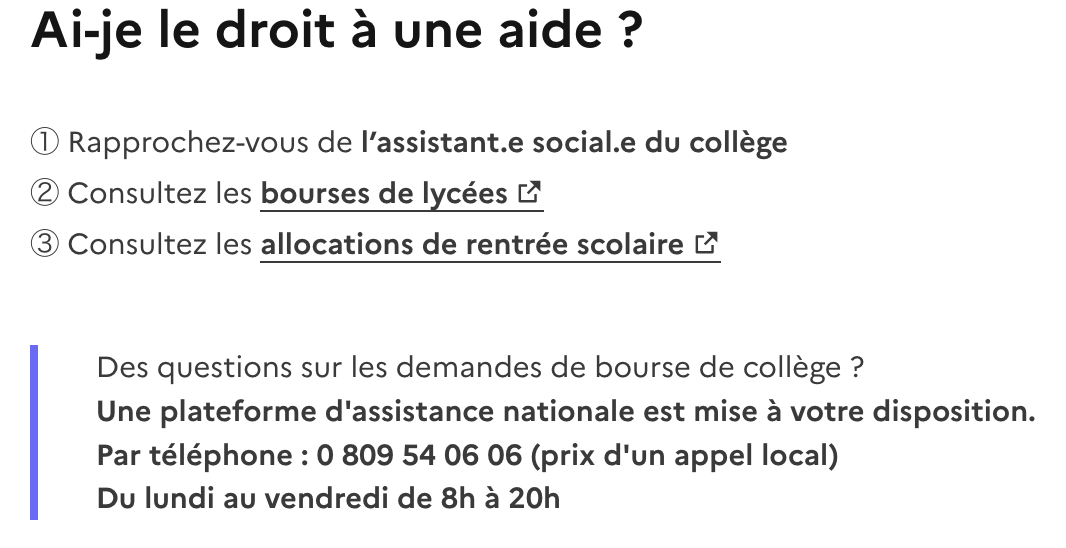 Ai-je le droit à une aide ?
① Rapprochez-vous de l’assistant.e social.e du collège
② Consultez les bourses de lycées
③ Consultez les allocations de rentrée scolaire
Des questions sur les demandes de bourse de collège ?
Une plateforme d'assistance nationale est mise à votre disposition.
Par téléphone : 0 809 54 06 06 (prix d'un appel local)
Du lundi au vendredi de 8h à 20h